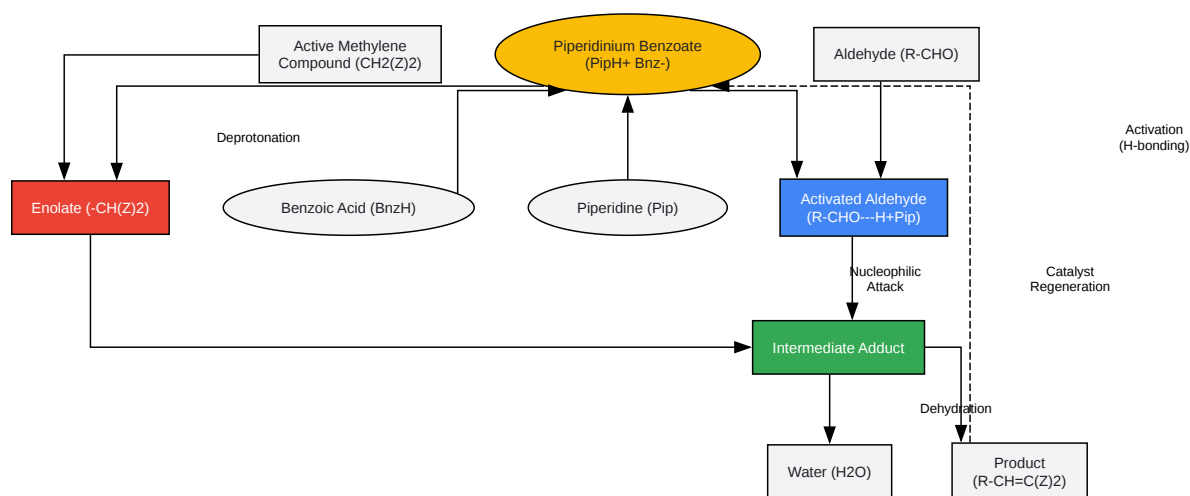 Active Methylene
Compound (CH2(Z)2)
Piperidinium Benzoate
(PipH+ Bnz-)
Aldehyde (R-CHO)
Deprotonation
Activation
(H-bonding)
Enolate (-CH(Z)2)
Benzoic Acid (BnzH)
Piperidine (Pip)
Activated Aldehyde
(R-CHO---H+Pip)
Nucleophilic
Attack
Catalyst
Regeneration
Intermediate Adduct
Dehydration
Water (H2O)
Product
(R-CH=C(Z)2)